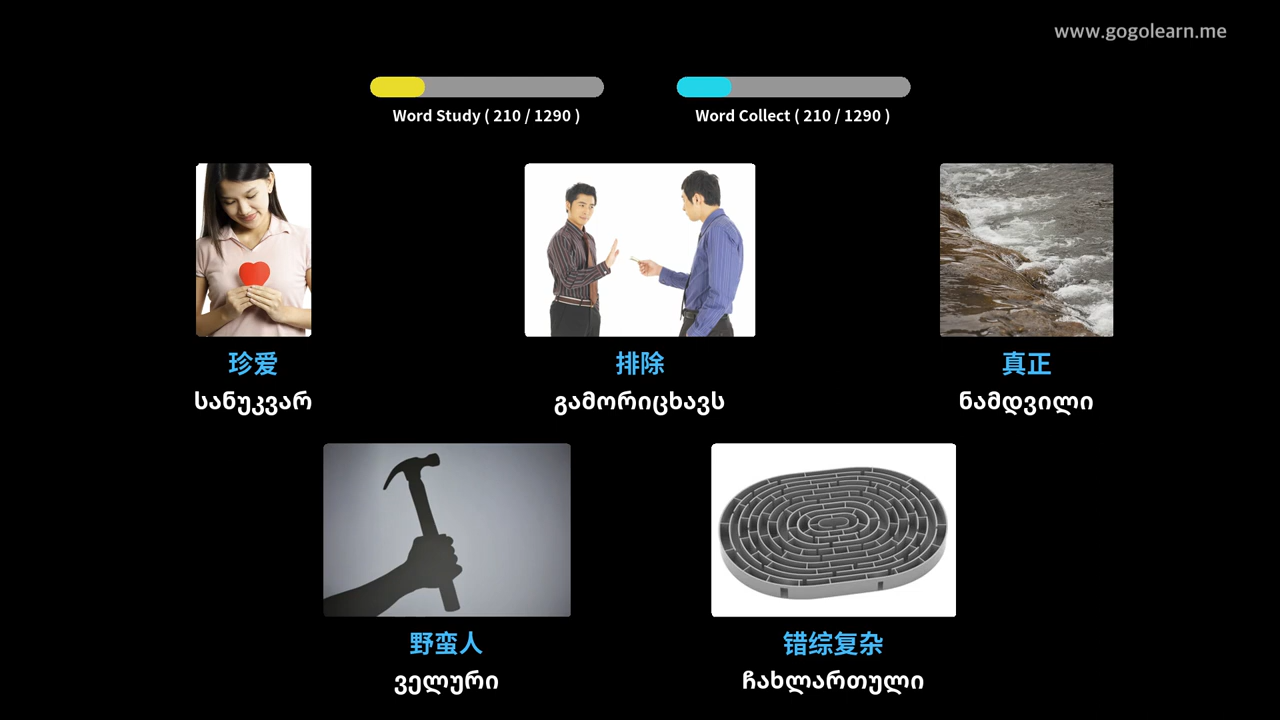 www.gogolearn.me
Word Study ( 210 / 1290 )
Word Collect ( 210 / 1290 )
珍爱
სანუკვარ
排除
გამორიცხავს
真正
ნამდვილი
野蛮人
ველური
错综复杂
ჩახლართული